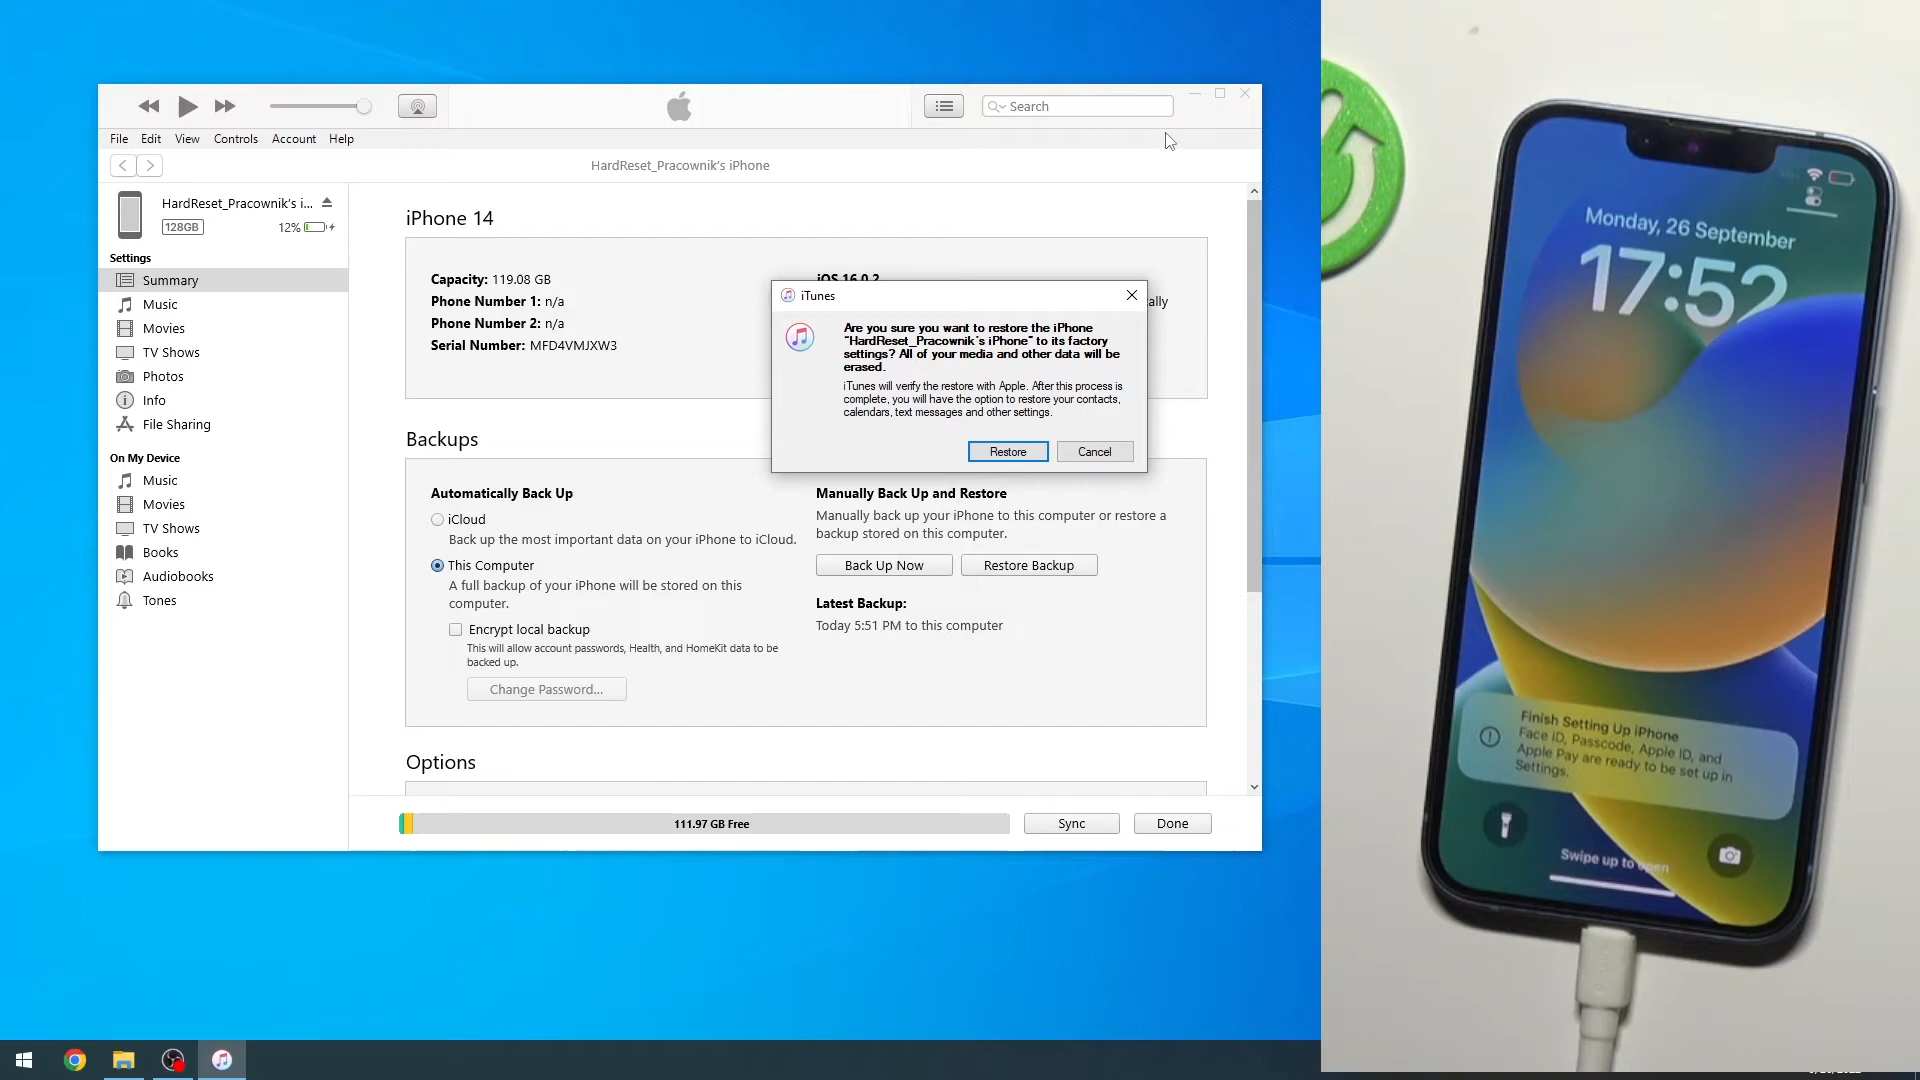 Search
File Edit View Controls Account Help
HardReset_Pracownik's iPhone
HardReset_Pracownik's i...
128GB 12%
Settings
Summary
Music
Movies
TV Shows
Photos
Info
File Sharing
On My Device
Music
Movies
TV Shows
Books
Audiobooks
Tones
iPhone 14
Capacity: 119.08 GB
Phone Number 1: n/a
Phone Number 2: n/a
Serial Number: MFD4VMJXW3
iOS 16.0.2
iTunes
Are you sure you want to restore the iPhone
"HardReset_Pracownik's iPhone" to its factory
settings? All of your media and other data will be
erased.
iTunes will verify the restore with Apple. After this process is
complete, you will have the option to restore your contacts,
calendars, text messages and other settings.
Restore Cancel
Backups
Automatically Back Up
iCloud
Back up the most important data on your iPhone to iCloud.
This Computer
A full backup of your iPhone will be stored on this
computer.
Encrypt local backup
This will allow account passwords, Health, and HomeKit data to be
backed up.
Change Password...
Manually Back Up and Restore
Manually back up your iPhone to this computer or restore a
backup stored on this computer.
Back Up Now Restore Backup
Latest Backup:
Today 5:51 PM to this computer
Options
111.97 GB Free
Sync Done
Monday, 26 September
17:52
Finish Setting Up iPhone
Face ID, Passcode, Apple ID, and
Apple Pay are ready to be set up in
Settings.
Swipe up to open